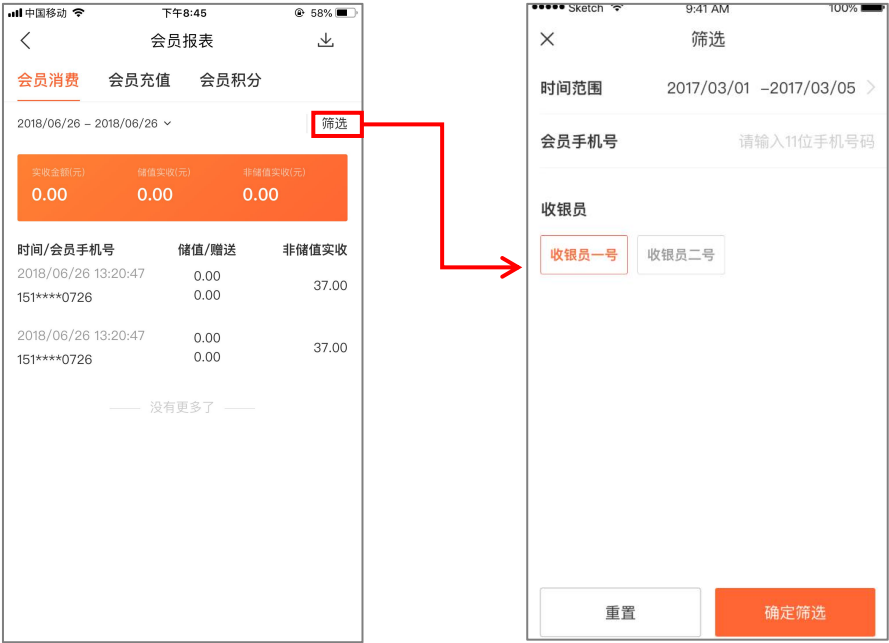 中国移动 下午8:45 58%
会员报表
会员消费 会员充值 会员积分
2018/06/26 – 2018/06/26 筛选
实收金额(元) 储值实收(元) 非储值实收(元)
0.00 0.00 0.00
时间/会员手机号 储值/赠送 非储值实收
2018/06/26 13:20:47 0.00 37.00
151****0726 0.00
2018/06/26 13:20:47 0.00 37.00
151****0726 0.00
没有更多了
Sketch 9:41 AM 100%
筛选
时间范围 2017/03/01 –2017/03/05
会员手机号 请输入11位手机号码
收银员
收银员一号 收银员二号
重置 确定筛选